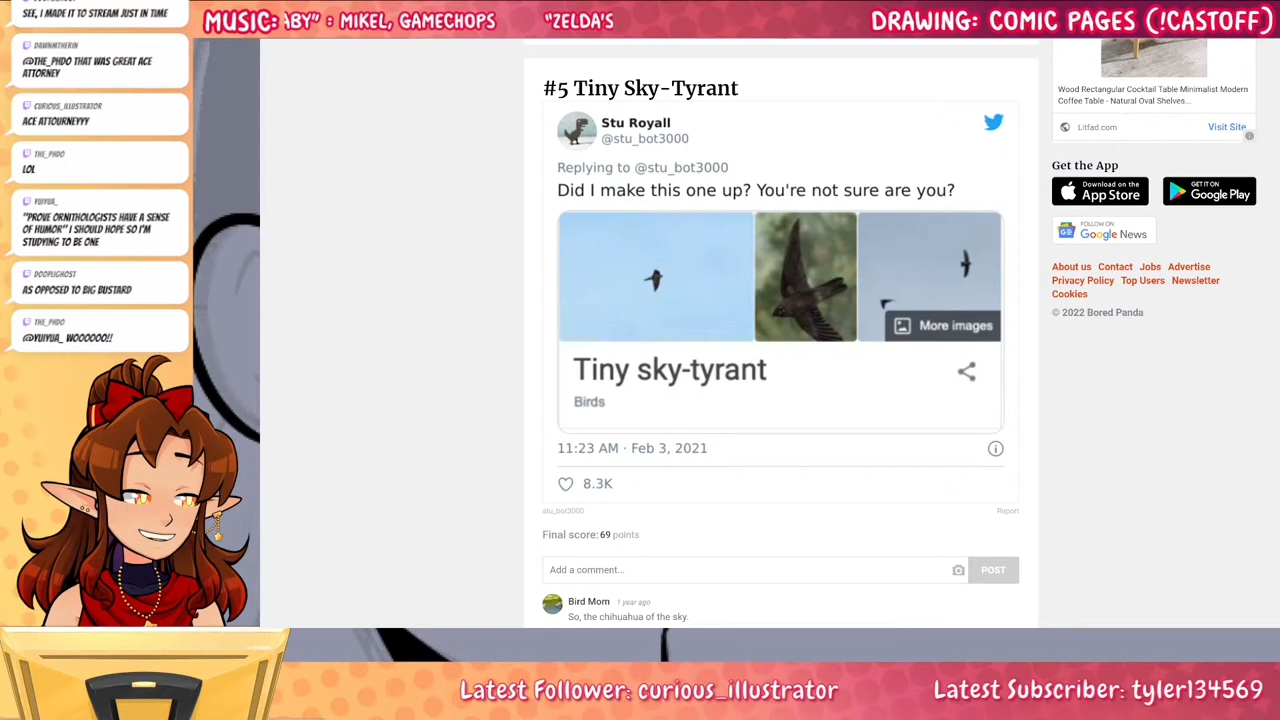 MUSIC: ABY" : MIKEL, GAMECHOPS "ZELDA'S
DRAWING: COMIC PAGES (!CASTOFF)
SEE, I MADE IT TO STREAM JUST IN TIME
DAWNMTHERIN
@THE_PHDO THAT WAS GREAT ACE
ATTORNEY
CURIOUS_ILLUSTRATOR
ACE ATTOURNEYYY
THE_PHDO
LOL
YUIYUA_
"PROVE ORNITHOLOGISTS HAVE A SENSE
OF HUMOR" I SHOULD HOPE SO I'M
STUDYING TO BE ONE
DOOPLIGHOST
AS OPPOSED TO BIG BUSTARD
THE_PHDO
@YUIYUA_ WOOOOOO!!
#5 Tiny Sky-Tyrant
Stu Royall
@stu_bot3000
Replying to @stu_bot3000
Did I make this one up? You're not sure are you?
More images
Tiny sky-tyrant
Birds
11:23 AM · Feb 3, 2021
8.3K
stu_bot3000
Report
Final score: 69 points
Add a comment...
POST
Bird Mom 1 year ago
So, the chihuahua of the sky.
Wood Rectangular Cocktail Table Minimalist Modern
Coffee Table - Natural Oval Shelves...
Litfad.com
Visit Site
Get the App
Download on the
App Store
GET IT ON
Google Play
FOLLOW ON
Google News
About us Contact Jobs Advertise
Privacy Policy Top Users Newsletter
Cookies
© 2022 Bored Panda
Latest Follower: curious_illustrator
Latest Subscriber: tyler134569